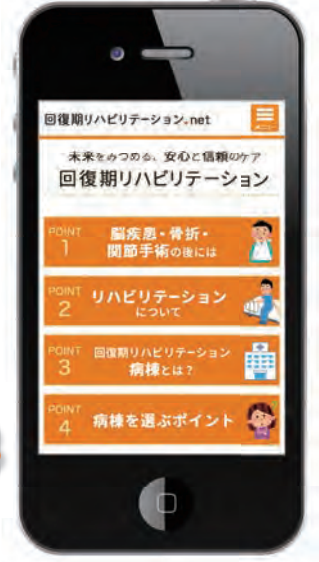 回復期リハビリテーション.net
メニュー
未来をみつめる、安心と信頼のケア
回復期リハビリテーション
POINT 1
脳疾患・骨折・
関節手術の後には
POINT 2
リハビリテーション
について
POINT 3
回復期リハビリテーション
病棟とは？
POINT 4
病棟を選ぶポイント